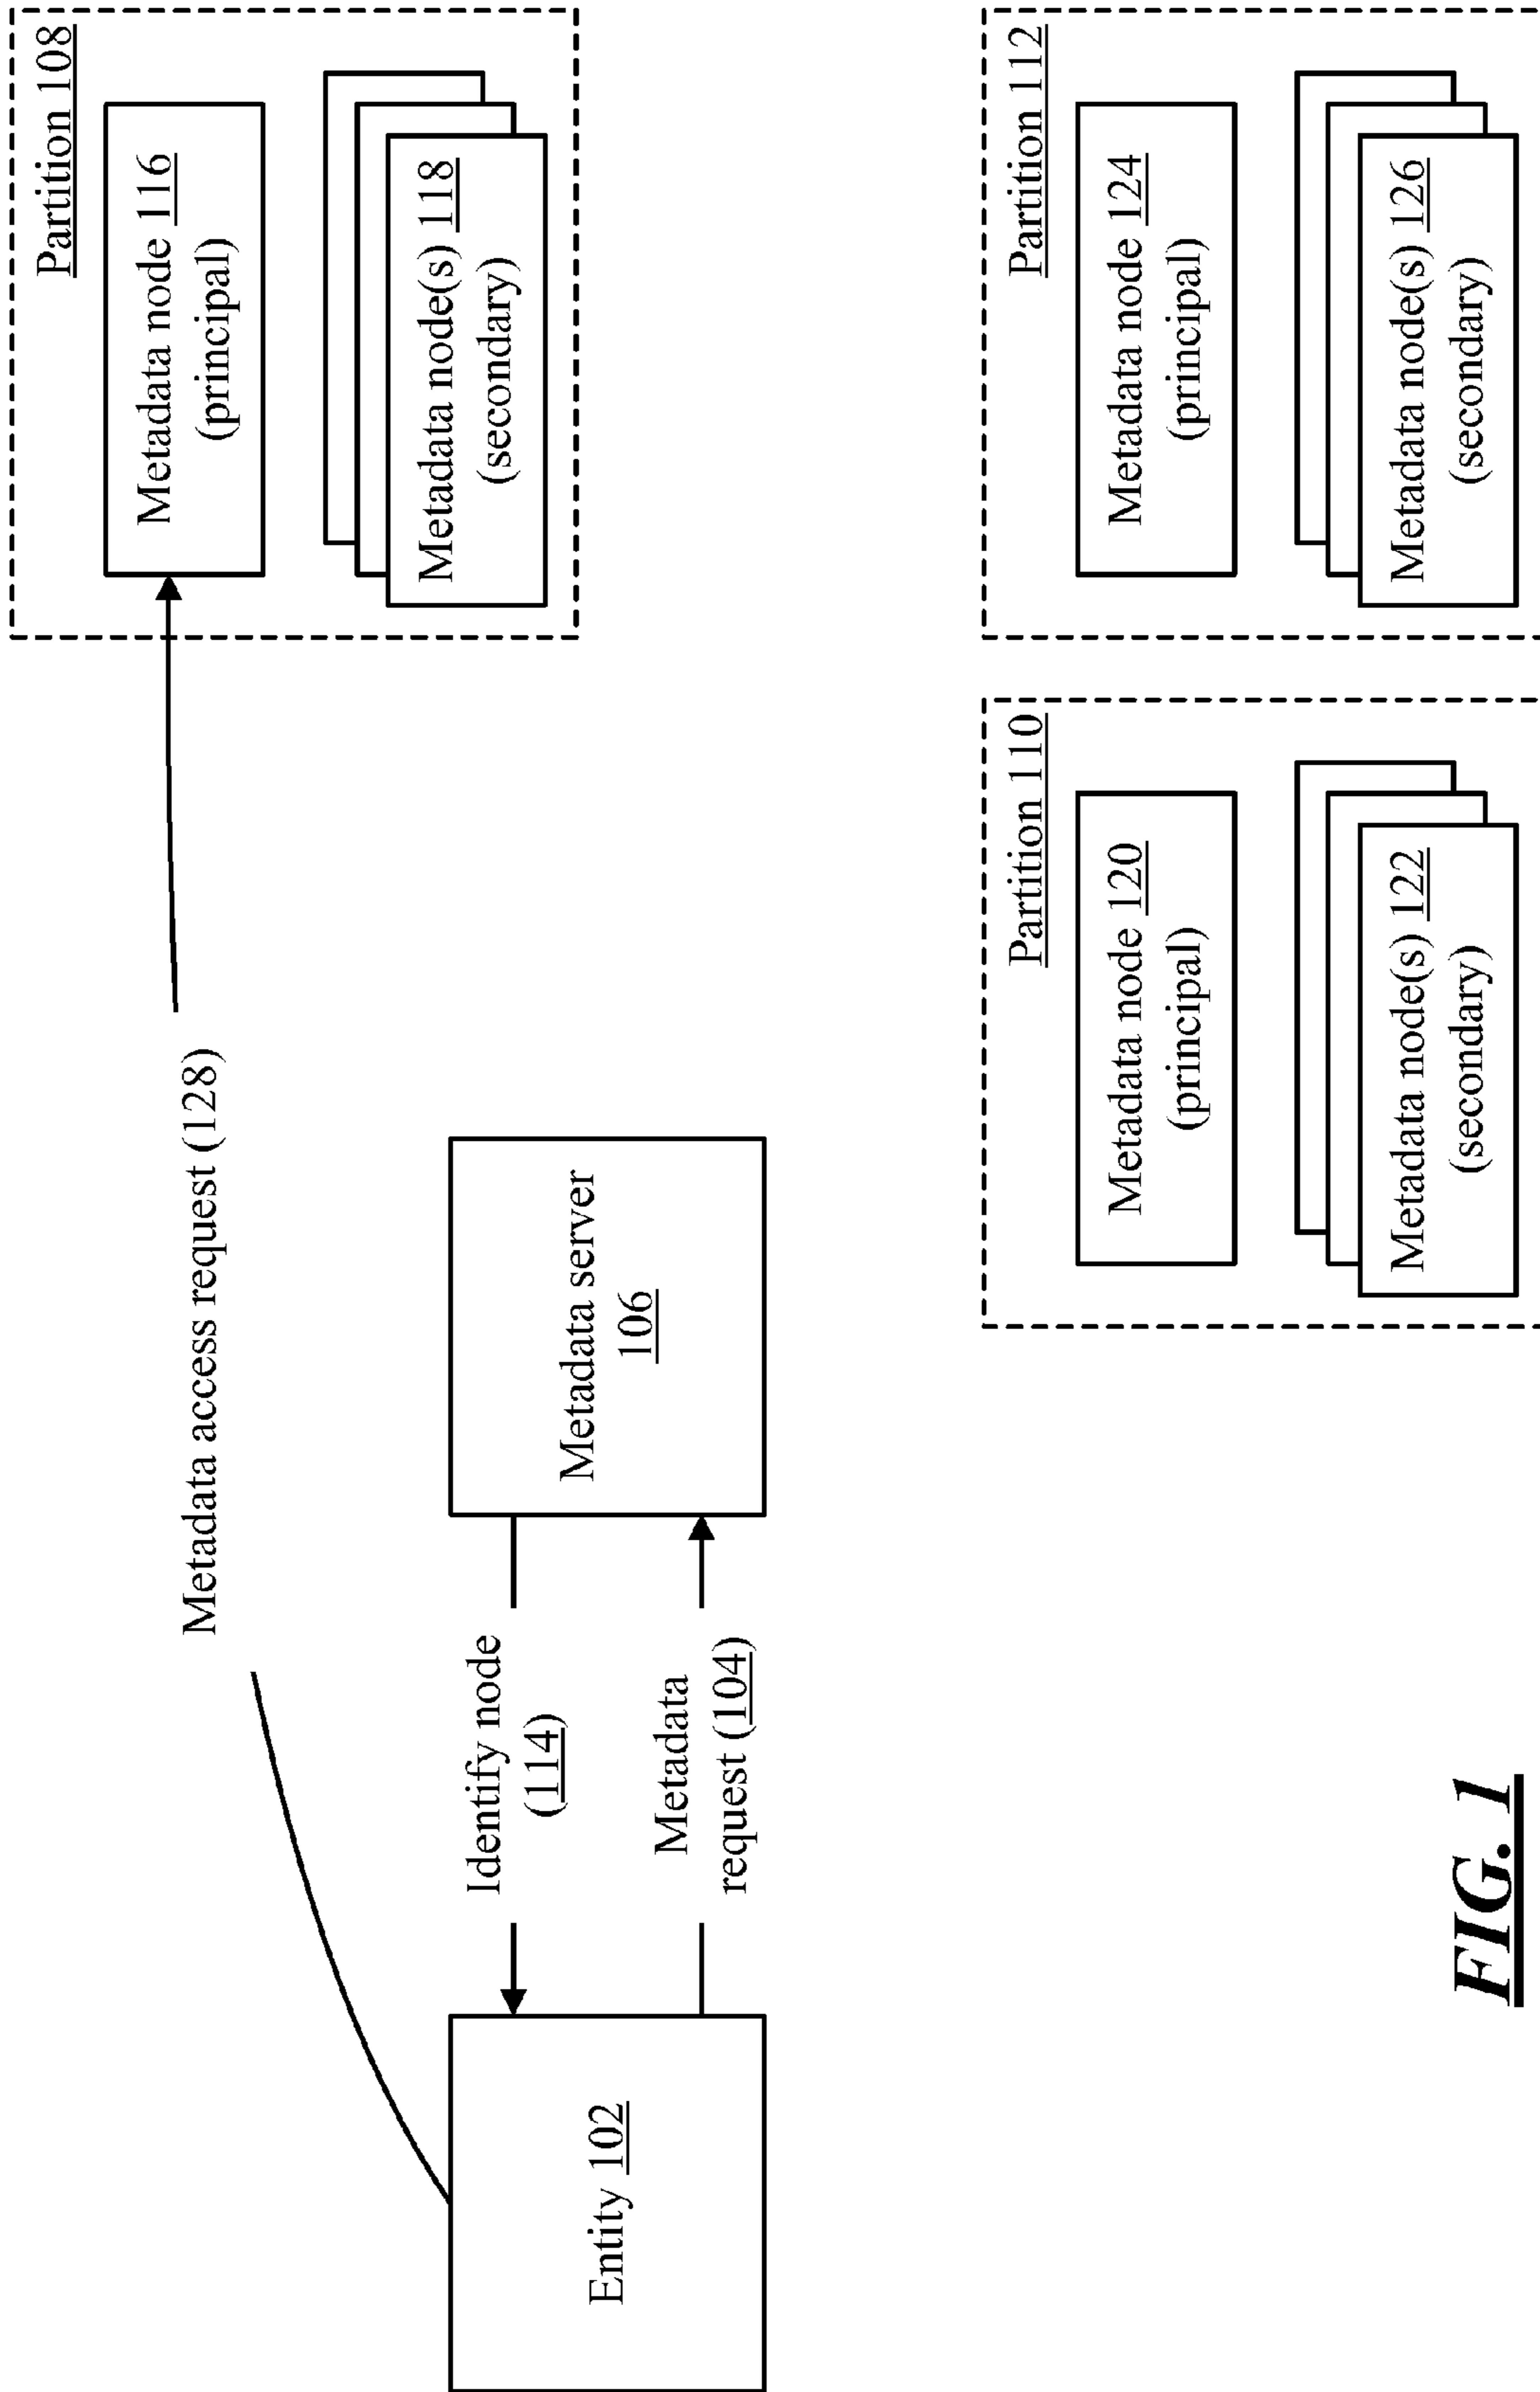 Partition 108
Metadata node 116
(principal)
Metadata node(s) 118
(secondary)
Metadata access request (128)
Identify node
(114)
Metadata
request (104)
Metadata server
106
Entity 102
Partition 110
Metadata node 120
(principal)
Metadata node(s) 122
(secondary)
Partition 112
Metadata node 124
(principal)
Metadata node(s) 126
(secondary)
FIG. 1